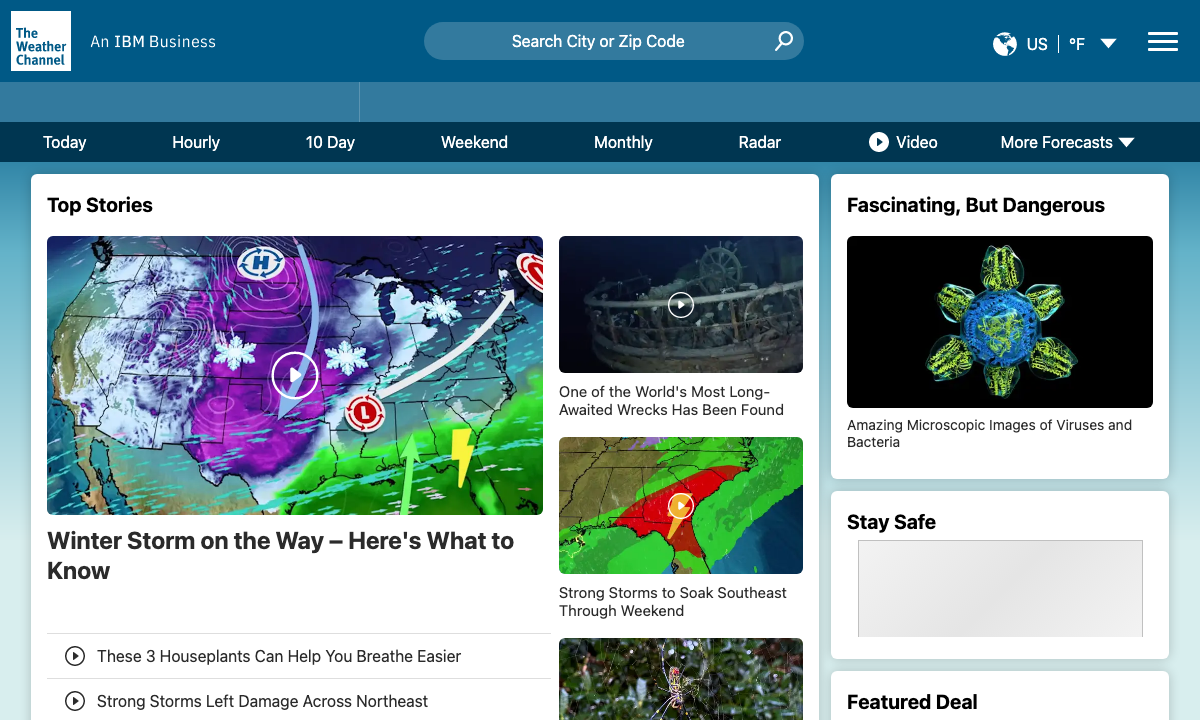 The
Weather
Channel
An IBM Business
Search City or Zip Code
US
°F
Today
Hourly
10 Day
Weekend
Monthly
Radar
Video
More Forecasts
Top Stories
H
L
Winter Storm on the Way – Here's What to
Know
These 3 Houseplants Can Help You Breathe Easier
Strong Storms Left Damage Across Northeast
One of the World's Most Long-
Awaited Wrecks Has Been Found
Strong Storms to Soak Southeast
Through Weekend
Fascinating, But Dangerous
Amazing Microscopic Images of Viruses and
Bacteria
Stay Safe
Featured Deal